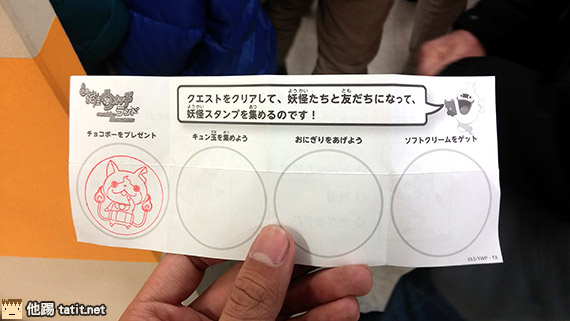 クエストをクリアして、妖怪たちと友だちになって、
妖怪スタンプを集めるのです！
チョコボーをプレゼント
キュン玉を集めよう
おにぎりをあげよう
ソフトクリームをゲット
©L5/YWP・TX
他踢 tatit.net